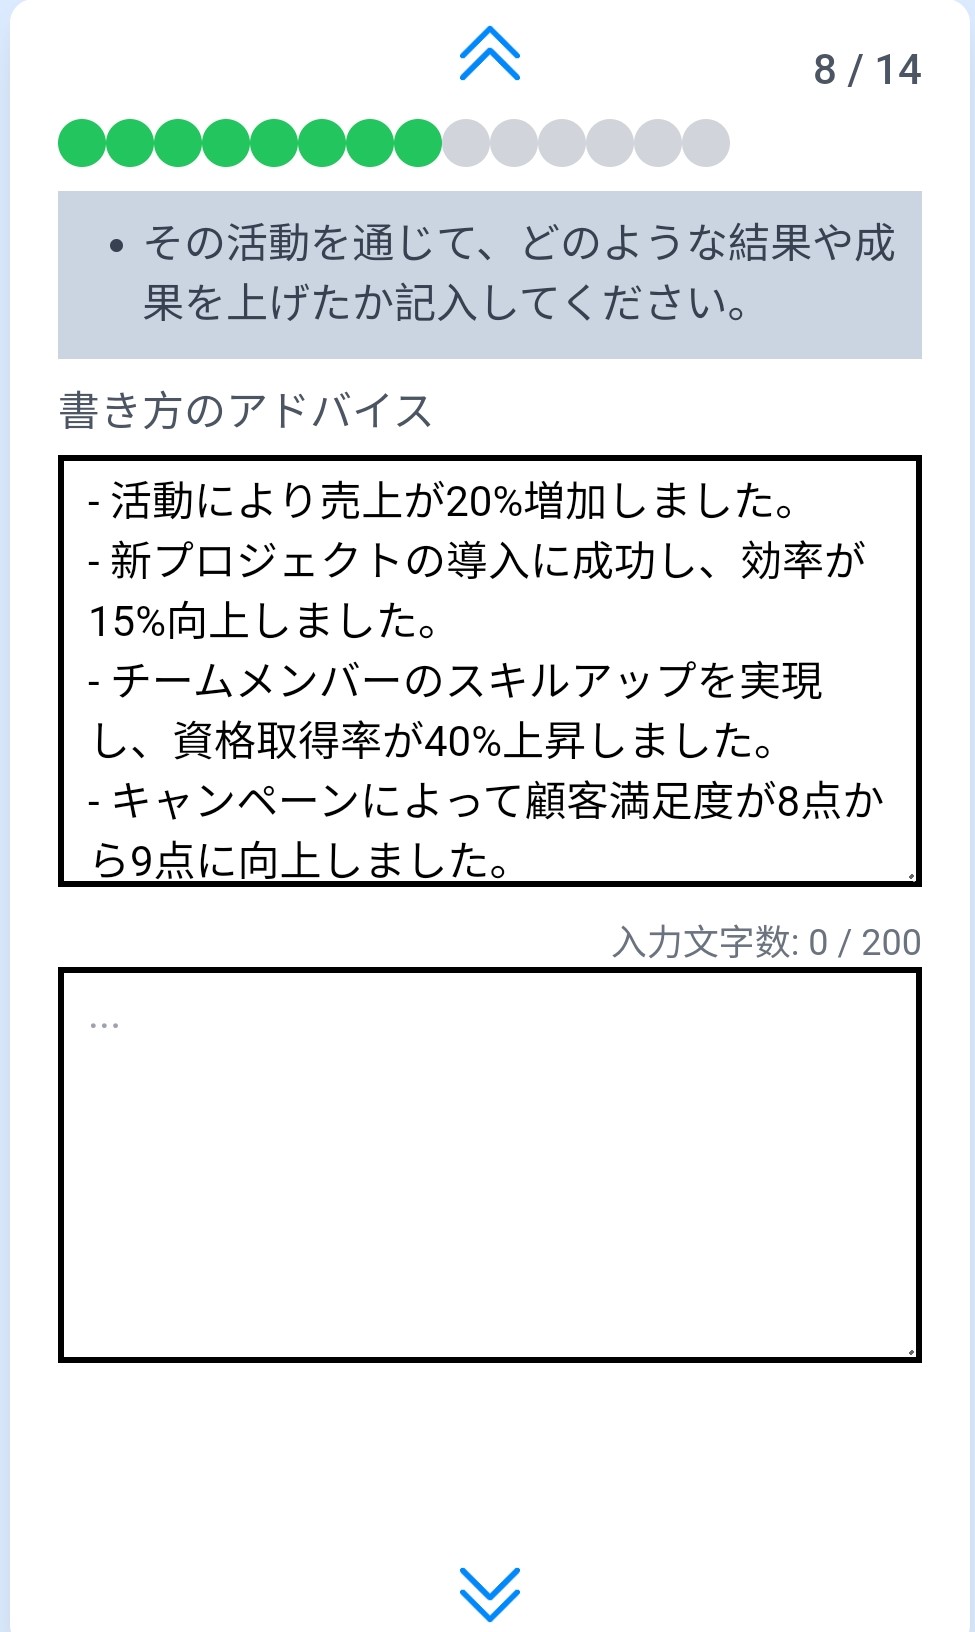 8 / 14
• その活動を通じて、どのような結果や成
果を上げたか記入してください。
書き方のアドバイス
- 活動により売上が20%増加しました。
- 新プロジェクトの導入に成功し、効率が
15%向上しました。
- チームメンバーのスキルアップを実現
し、資格取得率が40%上昇しました。
- キャンペーンによって顧客満足度が8点か
ら9点に向上しました。
入力文字数: 0 / 200
...